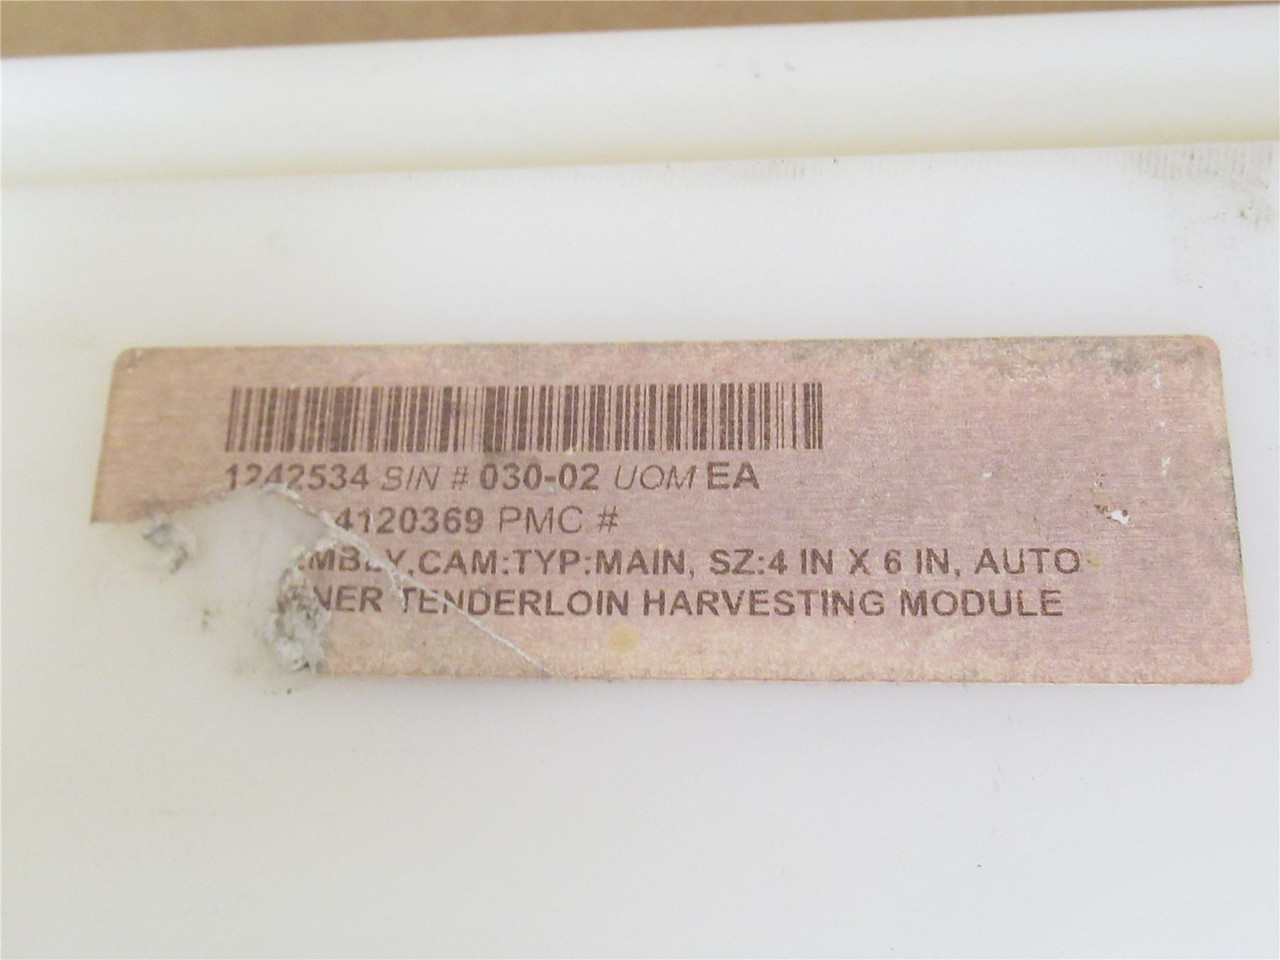 1242534 BIN # 030-02 UOM EA
4120369 PMC #
CAM:TYP:MAIN, SZ:4 IN X 6 IN, AUTO
TENDERLOIN HARVESTING MODULE